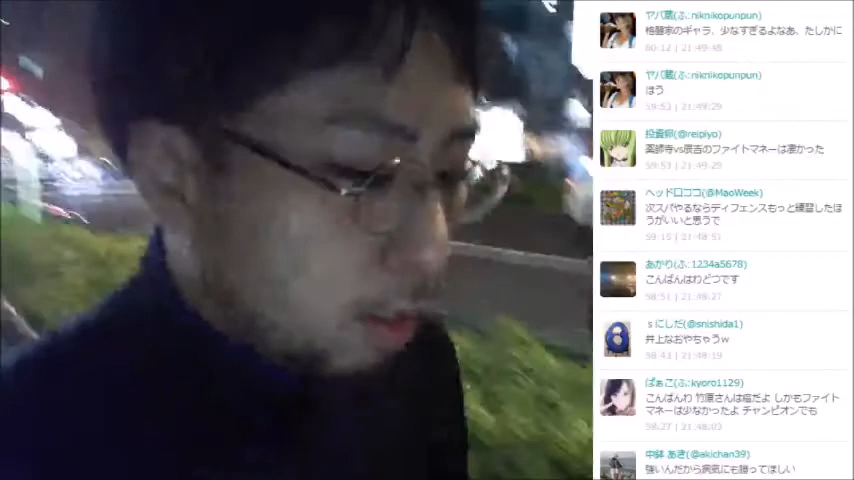 ヤバ蔵(ふ:niknikopunpun)
格闘家のギャラ、少なすぎるよなあ、たしかに
60:12 | 21:49:48
ヤバ蔵(ふ:niknikopunpun)
ほう
59:53 | 21:49:29
投資卵(@reipiyo)
薬師寺vs辰吉のファイトマネーは凄かった
59:53 | 21:49:29
ヘッドロココ(@MaoWeek)
次スパやるならディフェンスもっと練習したほ
うがいいと思うで
59:15 | 21:48:51
あかり(ふ:1234a5678)
こんばんはわどつです
58:51 | 21:48:27
sにしだ(@snishida1)
井上なおやちゃうw
58:43 | 21:48:19
ばぁこ(ふ:kyoro1129)
こんばんわ 竹原さんは癌だよ しかもファイト
マネーは少なかったよ チャンピオンでも
58:27 | 21:48:03
中鉢 あき(@akichan39)
強いんだから病気にも勝ってほしい